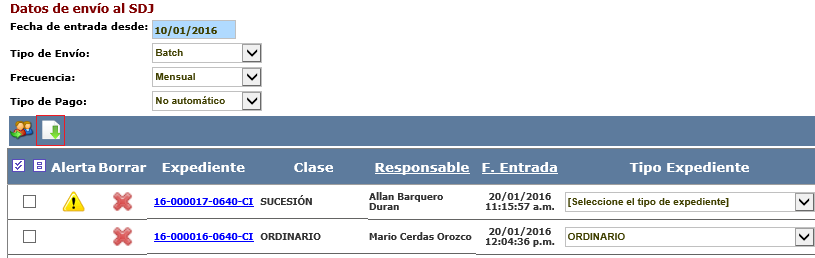 Datos de envío al SDJ
Fecha de entrada desde: 10/01/2016
Tipo de Envío: Batch
Frecuencia: Mensual
Tipo de Pago: No automático
Alerta Borrar Expediente Clase Responsable F. Entrada Tipo Expediente
16-000017-0640-CI SUCESIÓN Allan Barquero Duran 20/01/2016 11:15:57 a.m. [Seleccione el tipo de expediente]
16-000016-0640-CI ORDINARIO Mario Cerdas Orozco 20/01/2016 12:04:36 p.m. ORDINARIO